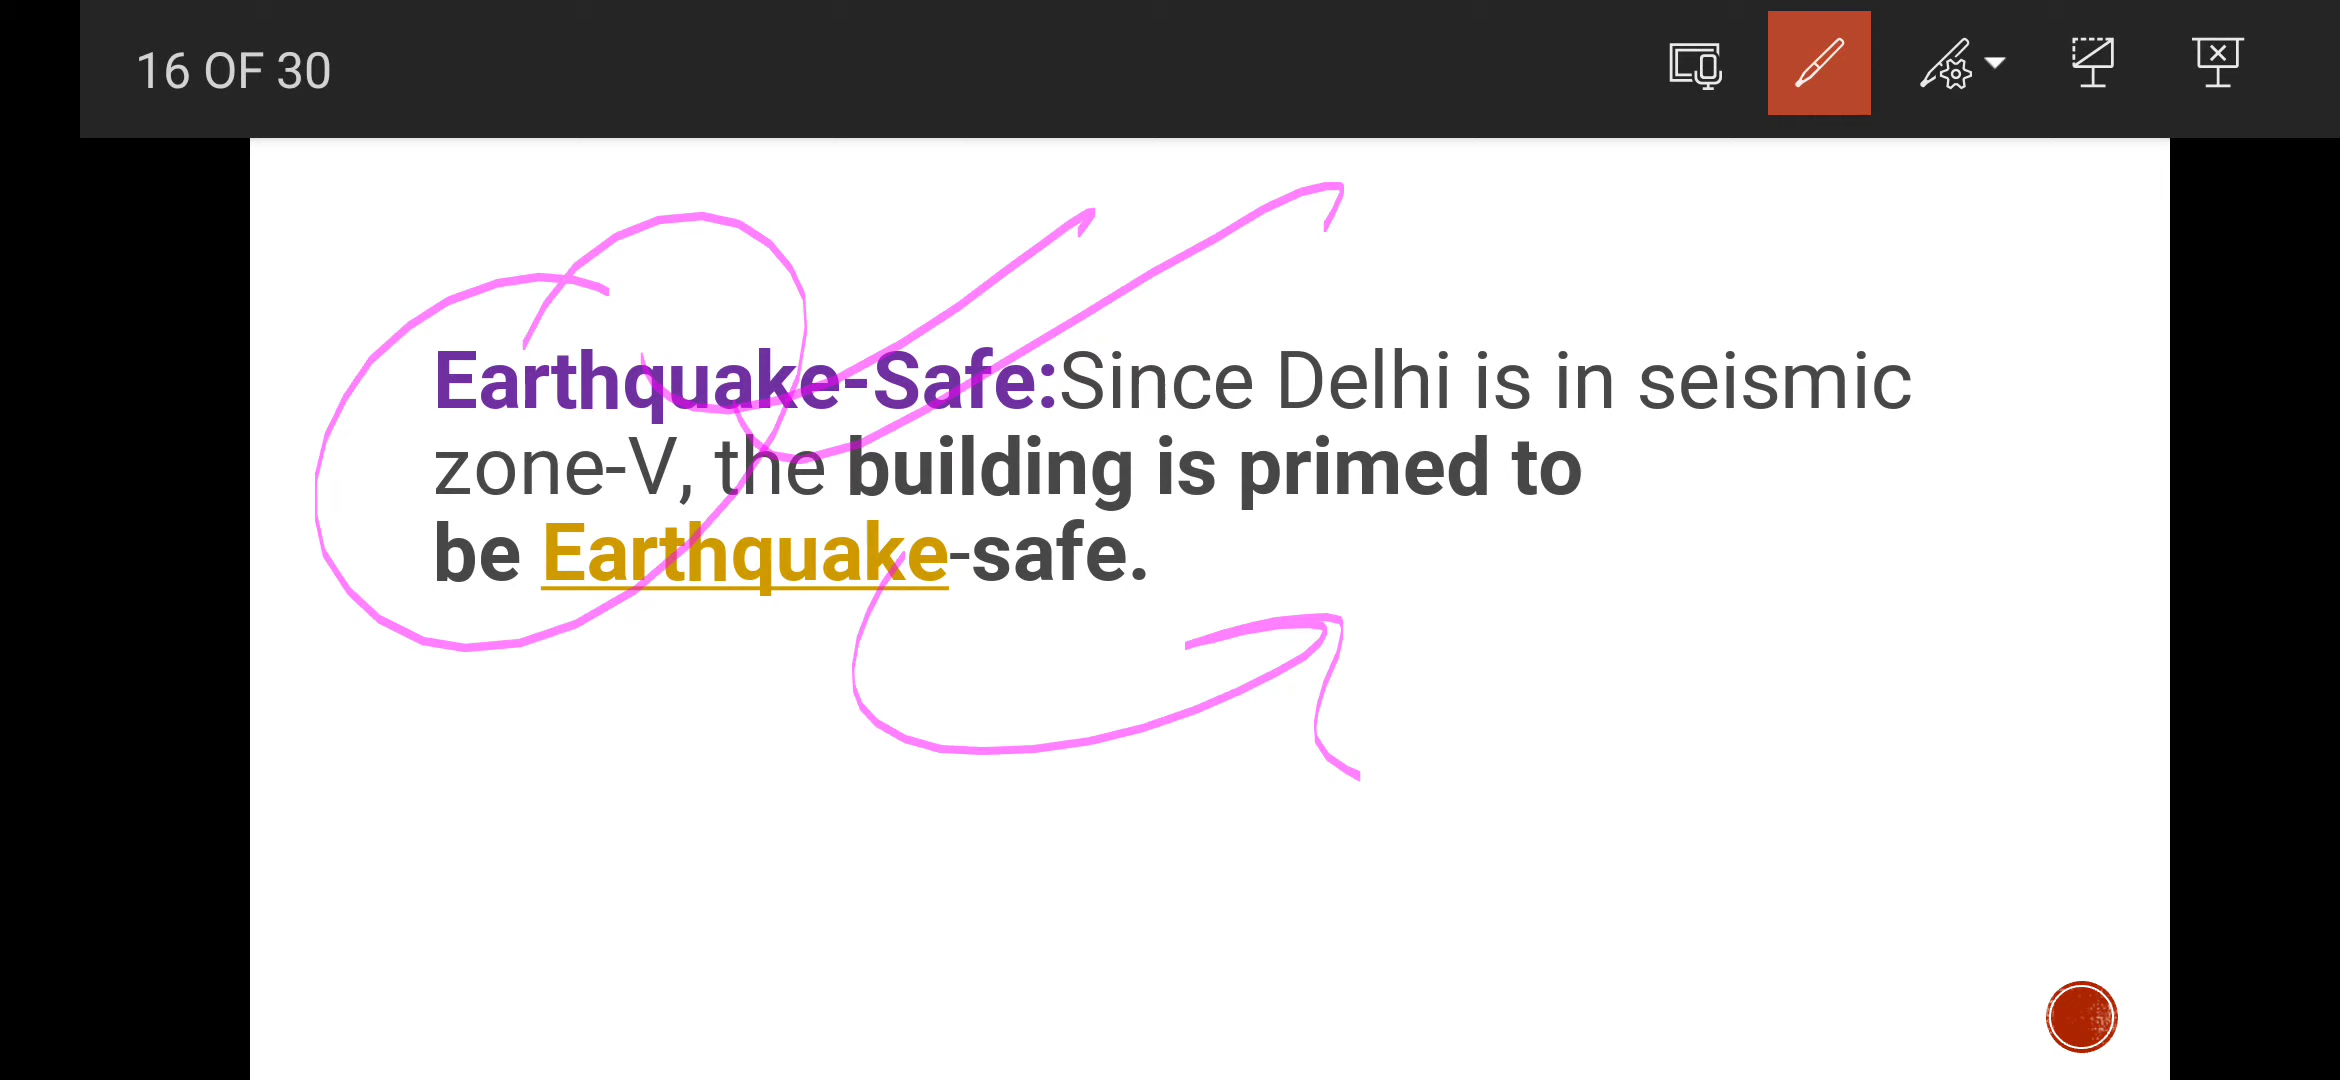 16 OF 30
Earthquake-Safe:Since Delhi is in seismic
zone-V, the building is primed to
be Earthquake-safe.